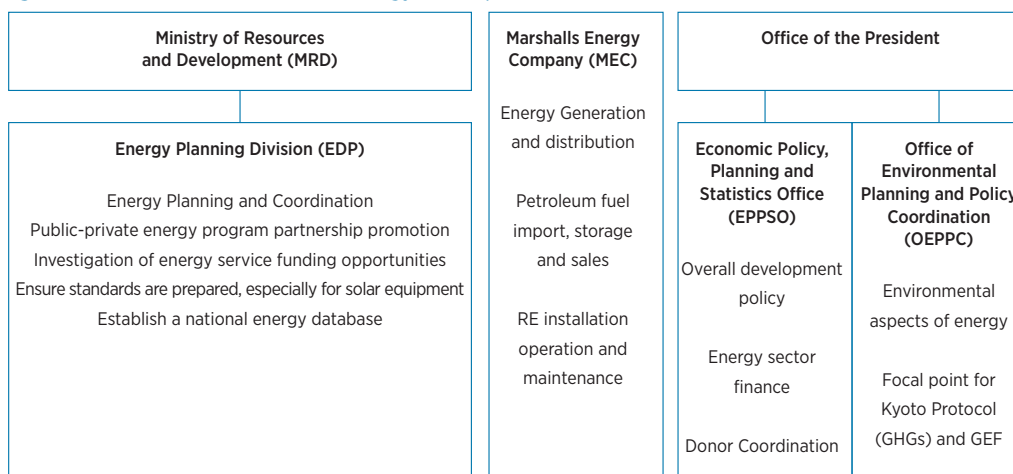 Ministry of Resources
and Development (MRD)
Energy Planning Division (EDP)
Energy Planning and Coordination
Public-private energy program partnership promotion
Investigation of energy service funding opportunities
Ensure standards are prepared, especially for solar equipment
Establish a national energy database
Marshalls Energy
Company (MEC)
Energy Generation
and distribution
Petroleum fuel
import, storage
and sales
RE installation
operation and
maintenance
Office of the President
Economic Policy,
Planning and
Statistics Office
(EPPSO)
Overall development
policy
Energy sector
finance
Donor Coordination
Office of
Environmental
Planning and Policy
Coordination
(OEPPC)
Environmental
aspects of energy
Focal point for
Kyoto Protocol
(GHGs) and GEF